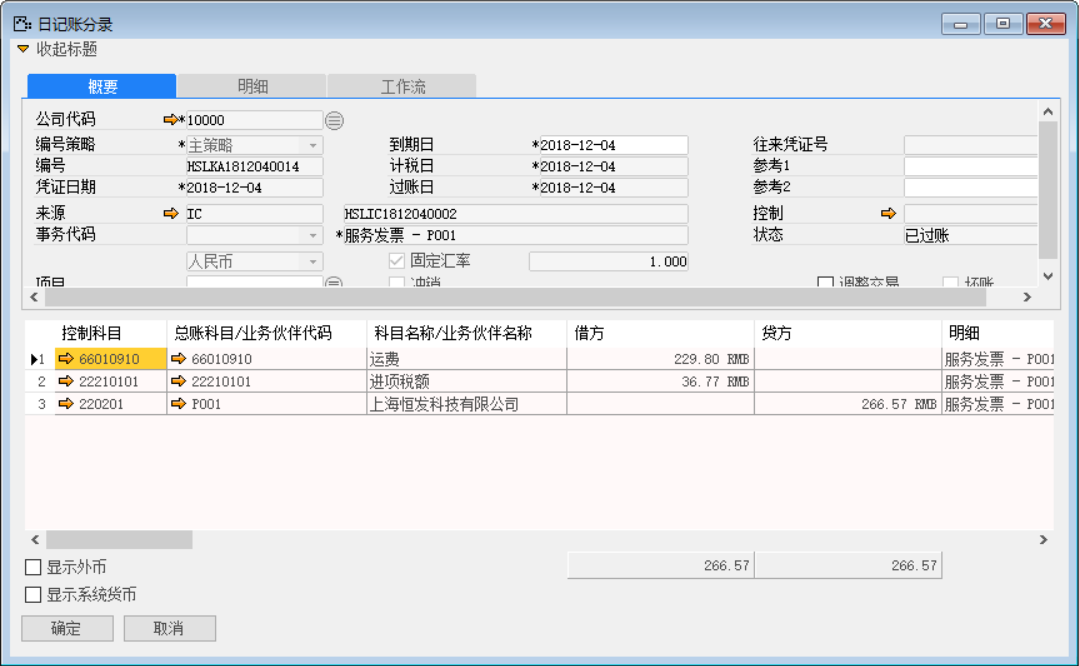 日记账分录
收起标题
概要 明细 工作流
公司代码 *10000
编号策略 *主策略 到期日 *2018-12-04 往来凭证号
编号 HSLKA1812040014 计税日 *2018-12-04 参考1
凭证日期 *2018-12-04 过账日 *2018-12-04 参考2
来源 IC HSLIC1812040002 控制
事务代码 *服务发票 - P001 状态 已过账
人民币 固定汇率 1.000
项目 冲销 调整交易 坏账
控制科目 总账科目/业务伙伴代码 科目名称/业务伙伴名称 借方 贷方 明细
1 66010910 66010910 运费 229.80 RMB 服务发票 - P001
2 22210101 22210101 进项税额 36.77 RMB 服务发票 - P001
3 220201 P001 上海恒发科技有限公司 266.57 RMB 服务发票 - P001
显示外币 266.57 266.57
显示系统货币
确定 取消